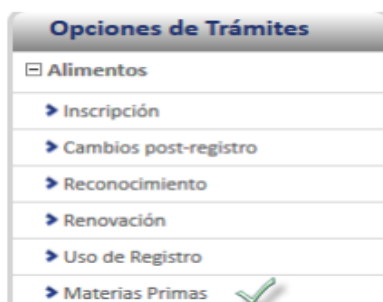 Opciones de Trámites
Alimentos
Inscripción
Cambios post-registro
Reconocimiento
Renovación
Uso de Registro
Materias Primas